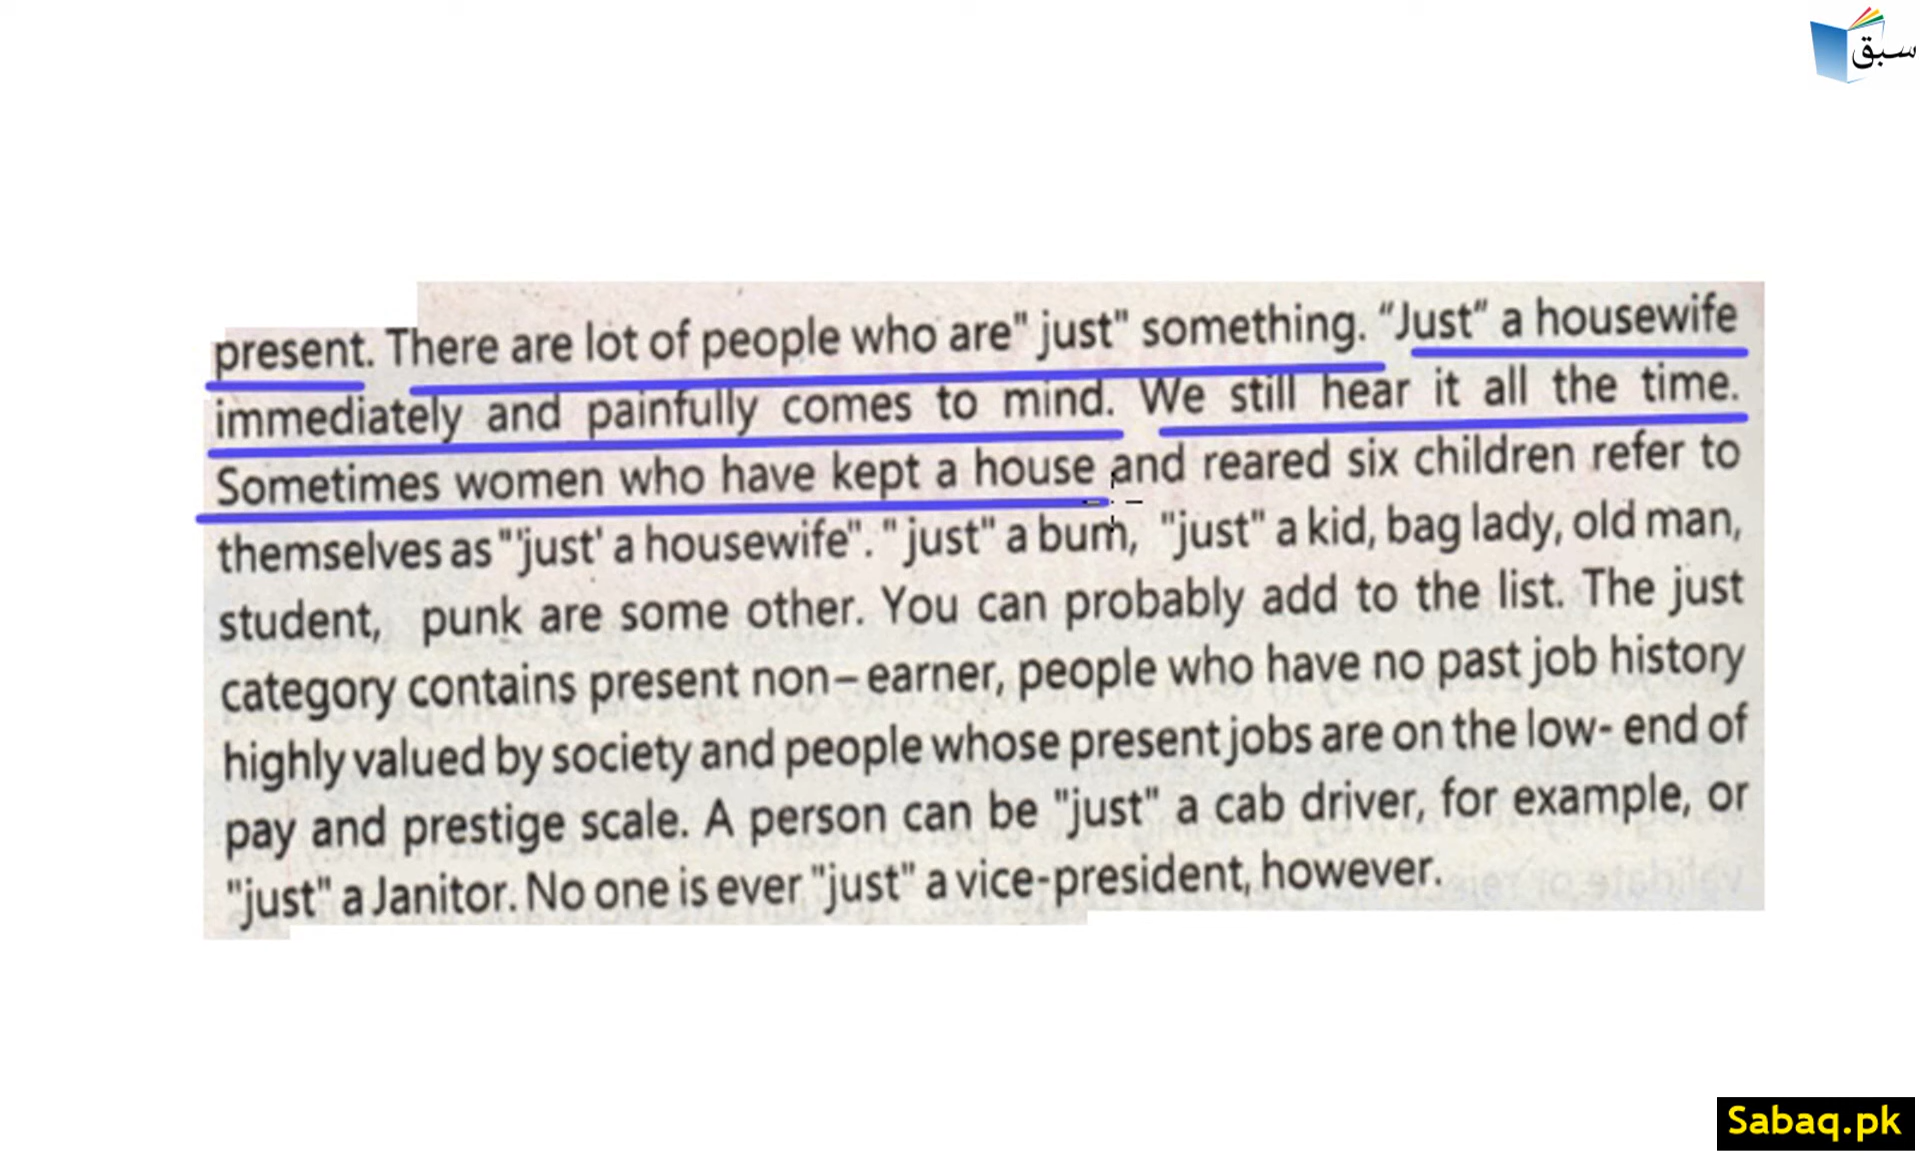 سبق
present. There are lot of people who are" just" something. “Just” a housewife
immediately and painfully comes to mind. We still hear it all the time.
Sometimes women who have kept a house and reared six children refer to
themselves as "'just' a housewife". " just" a bum, "just" a kid, bag lady, old man,
student, punk are some other. You can probably add to the list. The just
category contains present non–earner, people who have no past job history
highly valued by society and people whose present jobs are on the low- end of
pay and prestige scale. A person can be "just" a cab driver, for example, or
"just" a Janitor. No one is ever "just" a vice-president, however.
Sabaq.pk